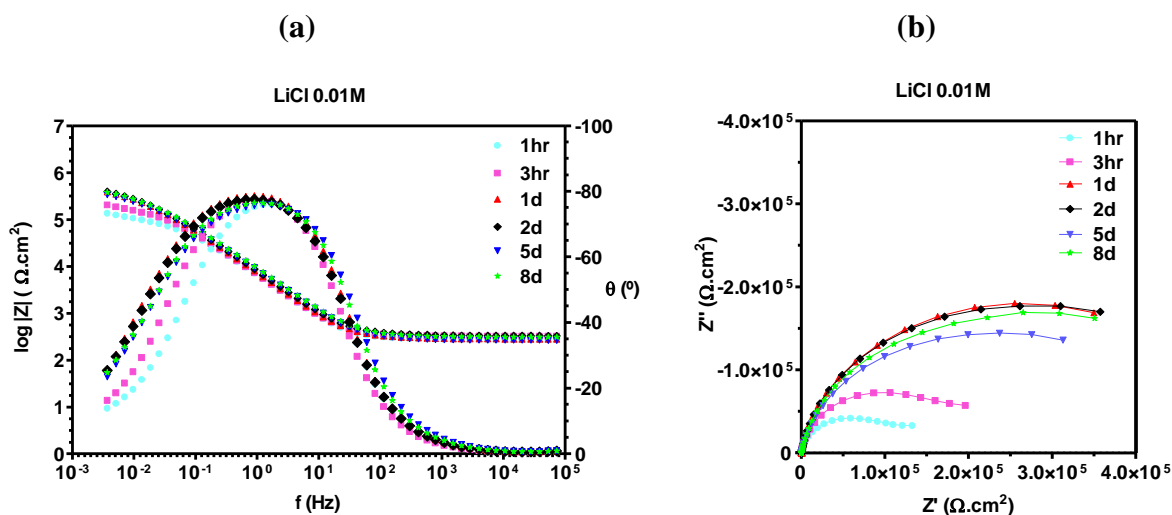 (a)
LiCl 0.01M
log|Z| ( Ω.cm²)
7
6
5
4
3
2
1
0
-100
-80
-60
-40
-20
0
θ (º)
1hr
3hr
1d
2d
5d
8d
10⁻³ 10⁻² 10⁻¹ 10⁰ 10¹ 10² 10³ 10⁴ 10⁵
f (Hz)
(b)
LiCl 0.01M
Z'' (Ω.cm²)
-4.0×10⁵
-3.0×10⁵
-2.0×10⁵
-1.0×10⁵
0
1hr
3hr
1d
2d
5d
8d
0 1.0×10⁵ 2.0×10⁵ 3.0×10⁵ 4.0×10⁵
Z' (Ω.cm²)